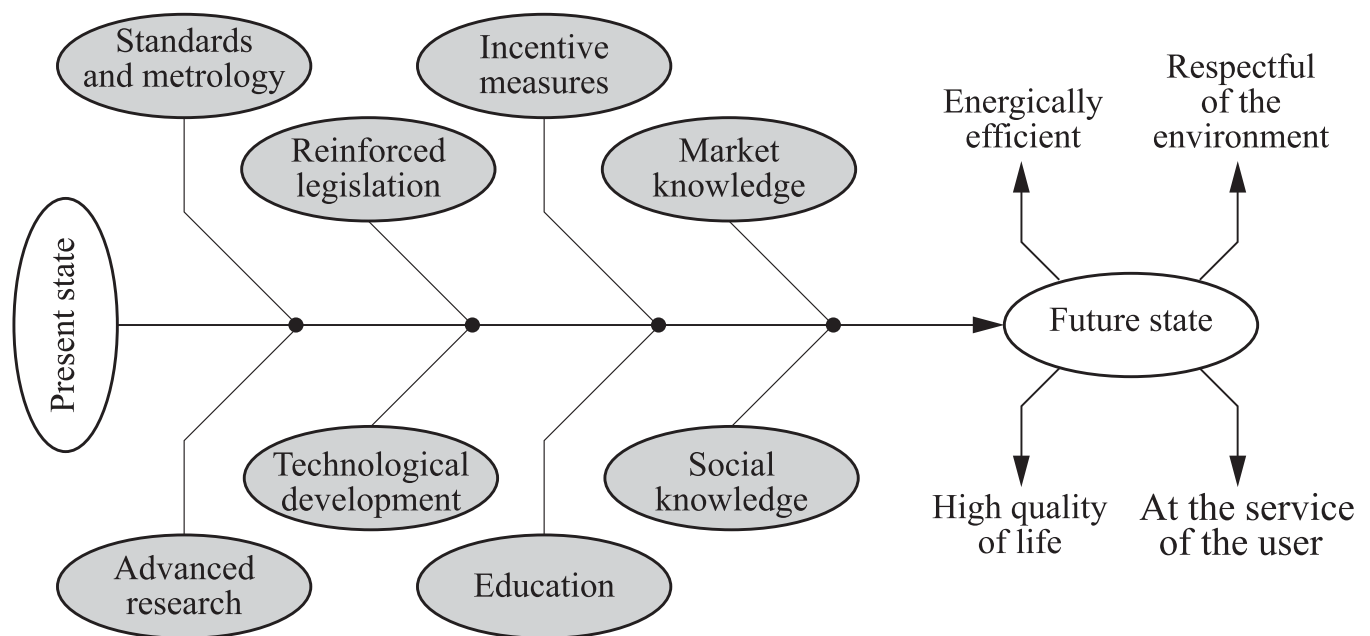 Standards
and metrology
Incentive
measures
Reinforced
legislation
Market
knowledge
Energically
efficient
Respectful
of the
environment
Present state
Future state
Technological
development
Social
knowledge
High quality
of life
At the service
of the user
Advanced
research
Education